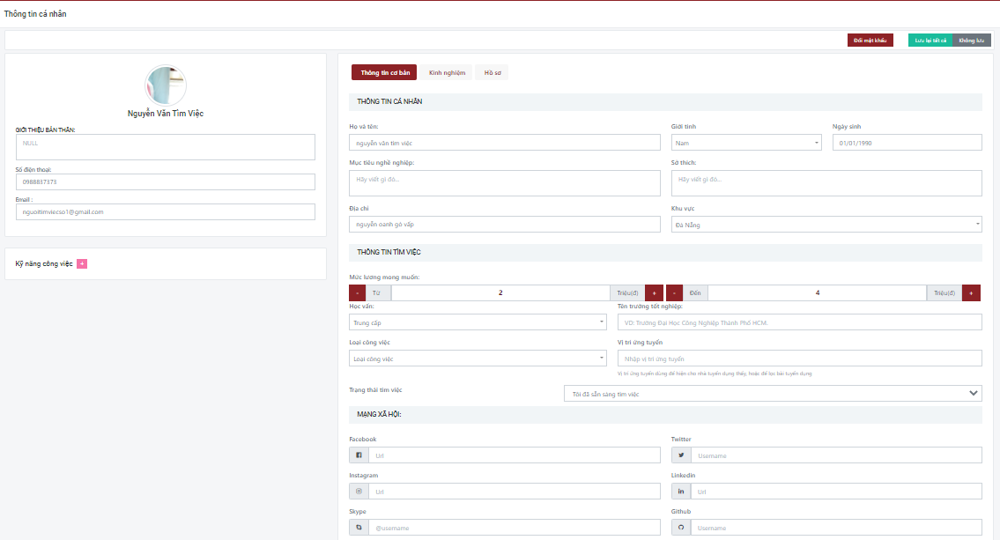 Thông tin cá nhân
Đổi mật khẩu
Lưu lại tất cả
Không lưu
Nguyễn Văn Tìm Việc
GIỚI THIỆU BẢN THÂN:
NULL
Số điện thoại:
0988837373
Email :
nguoitimviecso1@gmail.com
Kỹ năng công việc +
Thông tin cơ bản
Kinh nghiệm
Hồ sơ
THÔNG TIN CÁ NHÂN
Họ và tên:
Giới tính
Ngày sinh
nguyễn văn tìm việc
Nam
01/01/1990
Mục tiêu nghề nghiệp:
Sở thích:
Hãy viết gì đó...
Hãy viết gì đó...
Địa chỉ
Khu vực
nguyễn oanh gò vấp
Đà Nẵng
THÔNG TIN TÌM VIỆC
Mức lương mong muốn:
- Từ 2 Triệu(đ) + - Đến 4 Triệu(đ) +
Học vấn:
Tên trường tốt nghiệp:
Trung cấp
VD: Trường Đại Học Công Nghiệp Thành Phố HCM.
Loại công việc
Vị trí ứng tuyển
Loại công việc
Nhập vị trí ứng tuyển
Vị trí ứng tuyển dùng để hiện cho nhà tuyển dụng thấy, hoặc để lọc bài tuyển dụng
Trạng thái tìm việc
Tôi đã sẵn sàng tìm việc
MẠNG XÃ HỘI:
Facebook
Twitter
Url
Username
Instagram
Linkedin
Url
in Url
Skype
Github
@username
Username